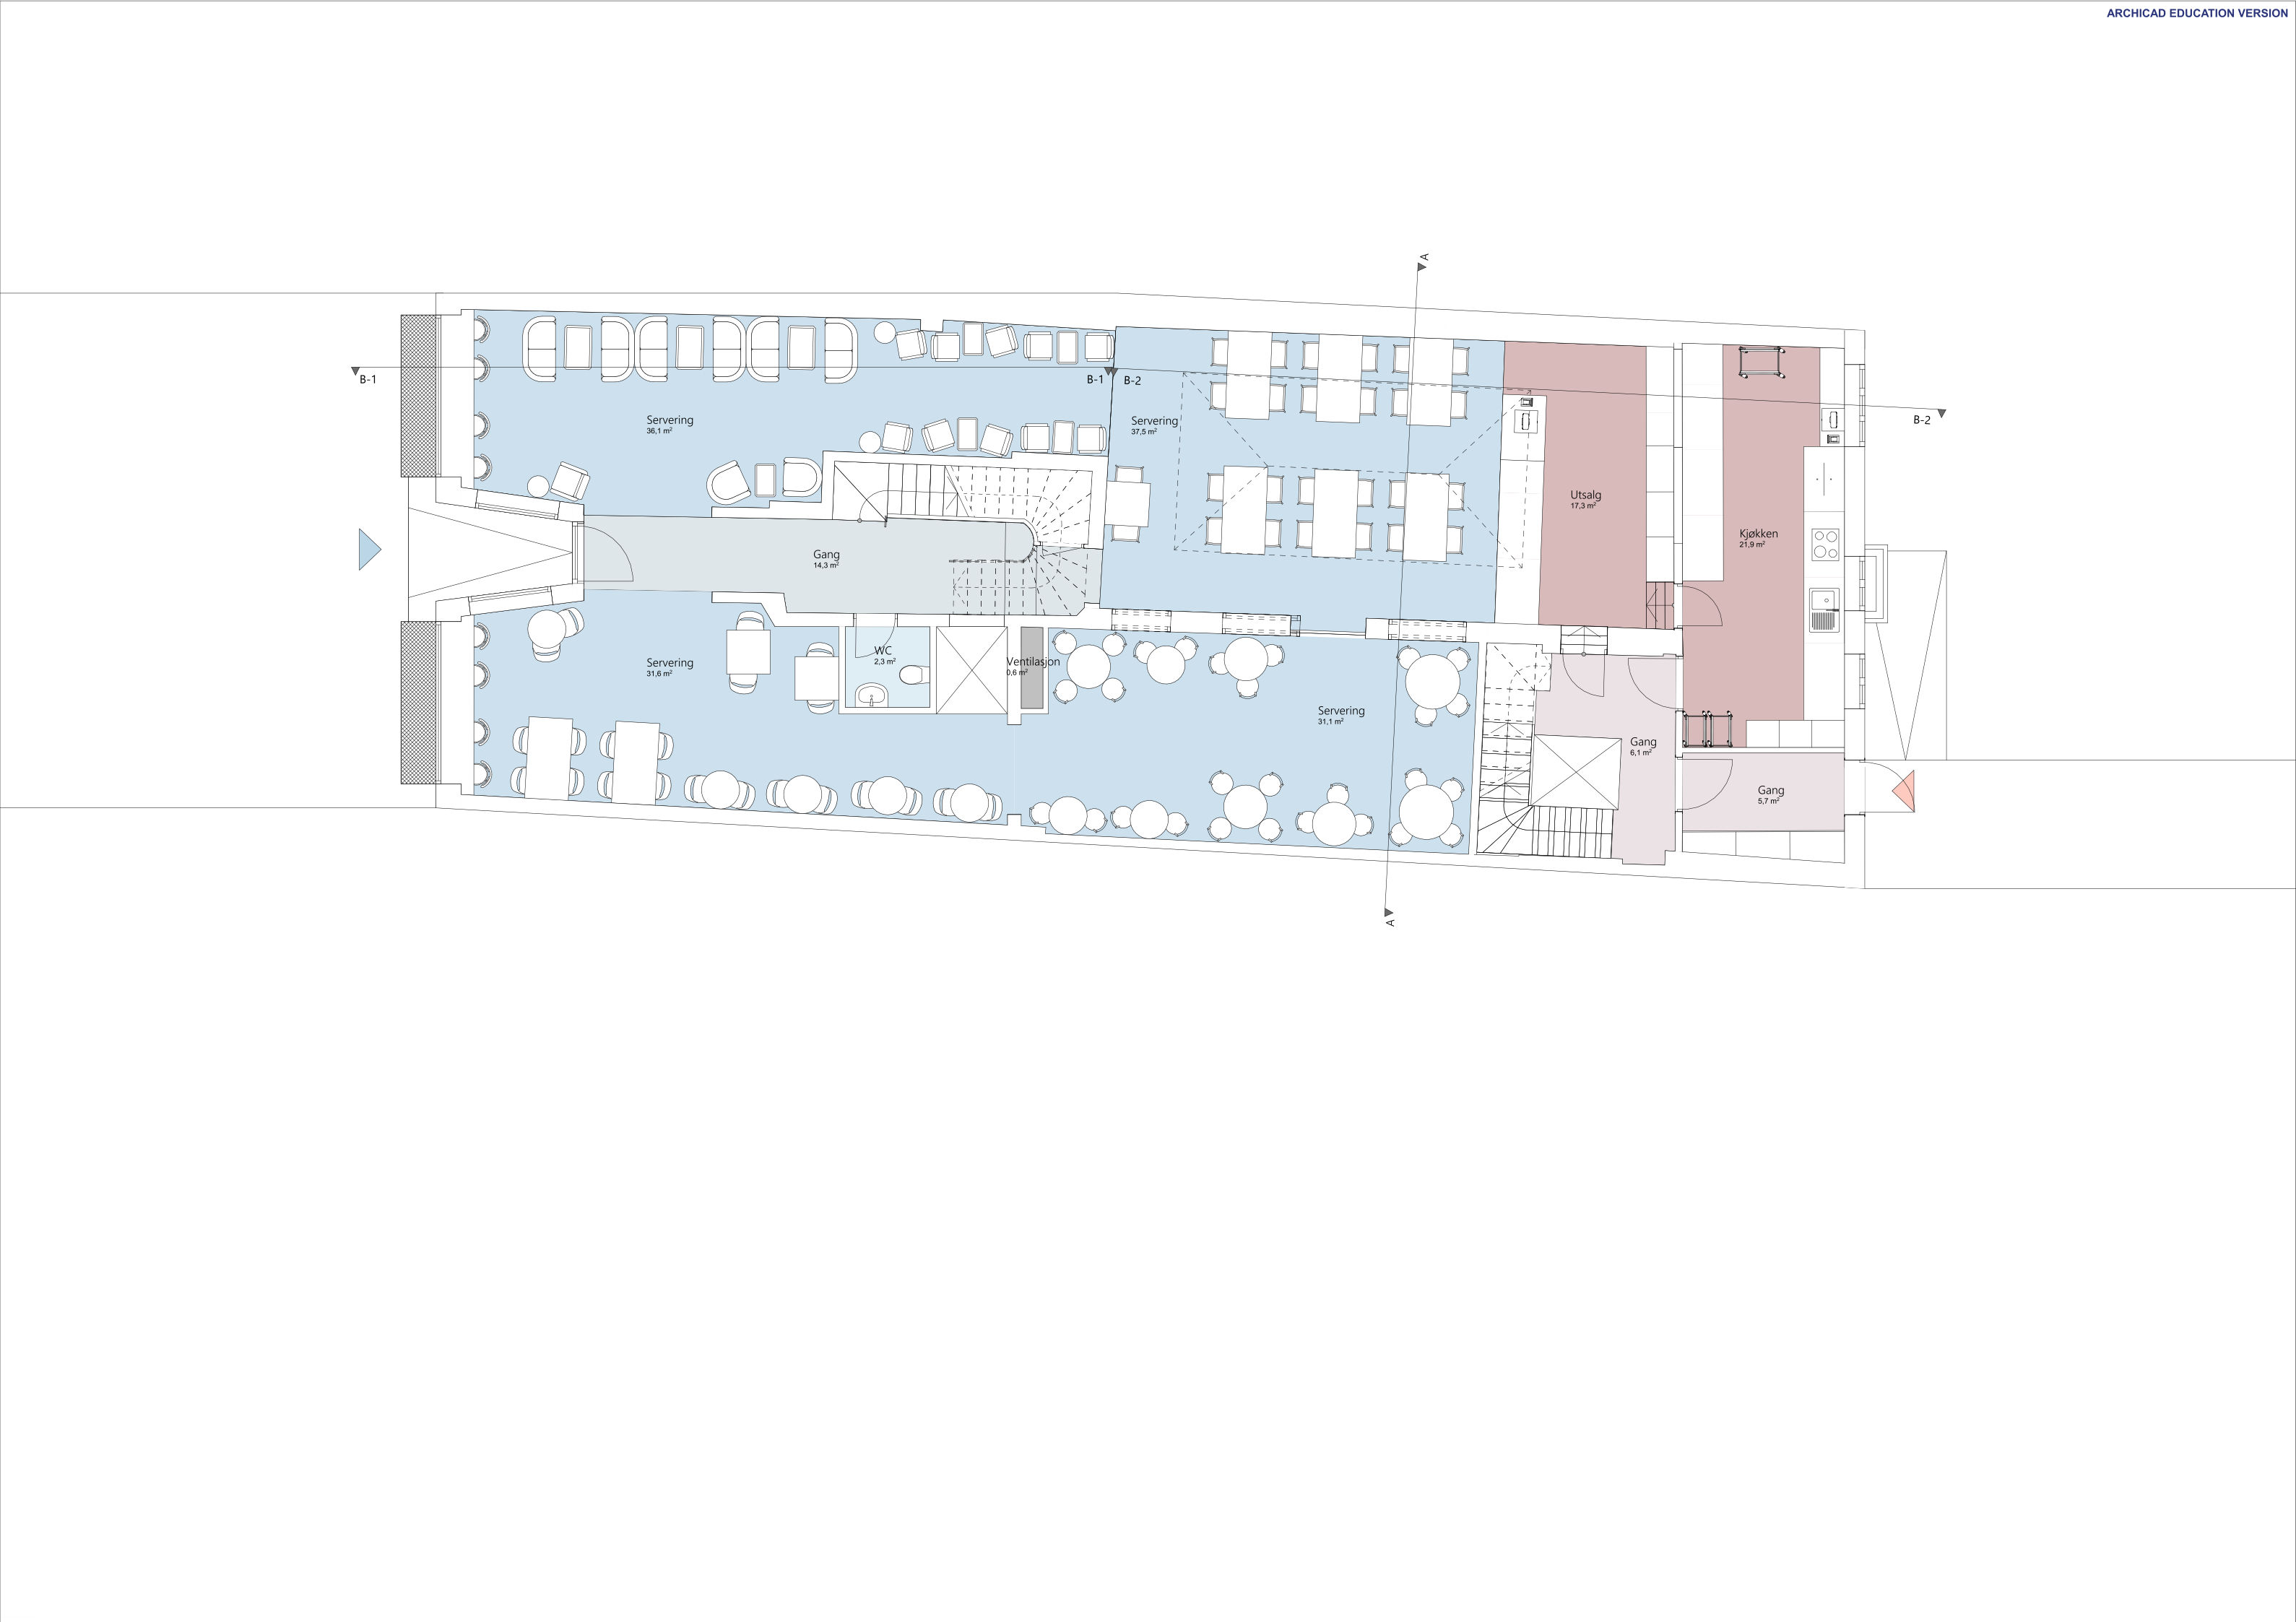 ARCHICAD EDUCATION VERSION
A
B-1
B-1
B-2
B-2
Servering
36,1 m²
Servering
37,5 m²
Utsalg
17,3 m²
Kjøkken
21,9 m²
Gang
14,3 m²
WC
2,3 m²
Ventilasjon
0,6 m²
Servering
31,6 m²
Servering
31,1 m²
Gang
6,1 m²
Gang
5,7 m²
A